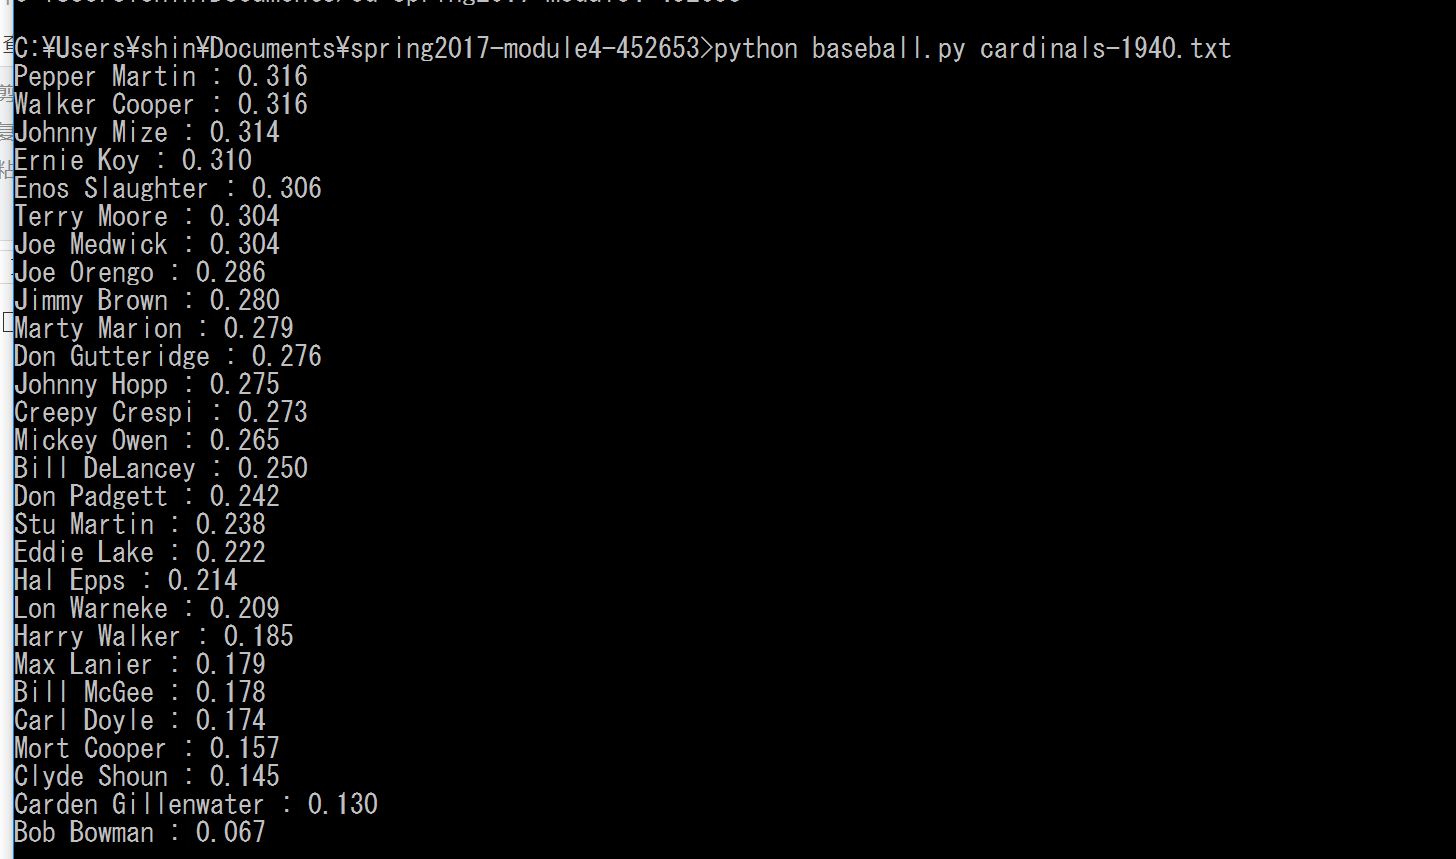 C:¥Users¥shin¥Documents¥spring2017-module4-452653>python baseball.py cardinals-1940.txt
Pepper Martin : 0.316
Walker Cooper : 0.316
Johnny Mize : 0.314
Ernie Koy : 0.310
Enos Slaughter : 0.306
Terry Moore : 0.304
Joe Medwick : 0.304
Joe Orengo : 0.286
Jimmy Brown : 0.280
Marty Marion : 0.279
Don Gutteridge : 0.276
Johnny Hopp : 0.275
Creepy Crespi : 0.273
Mickey Owen : 0.265
Bill DeLancey : 0.250
Don Padgett : 0.242
Stu Martin : 0.238
Eddie Lake : 0.222
Hal Epps : 0.214
Lon Warneke : 0.209
Harry Walker : 0.185
Max Lanier : 0.179
Bill McGee : 0.178
Carl Doyle : 0.174
Mort Cooper : 0.157
Clyde Shoun : 0.145
Carden Gillenwater : 0.130
Bob Bowman : 0.067